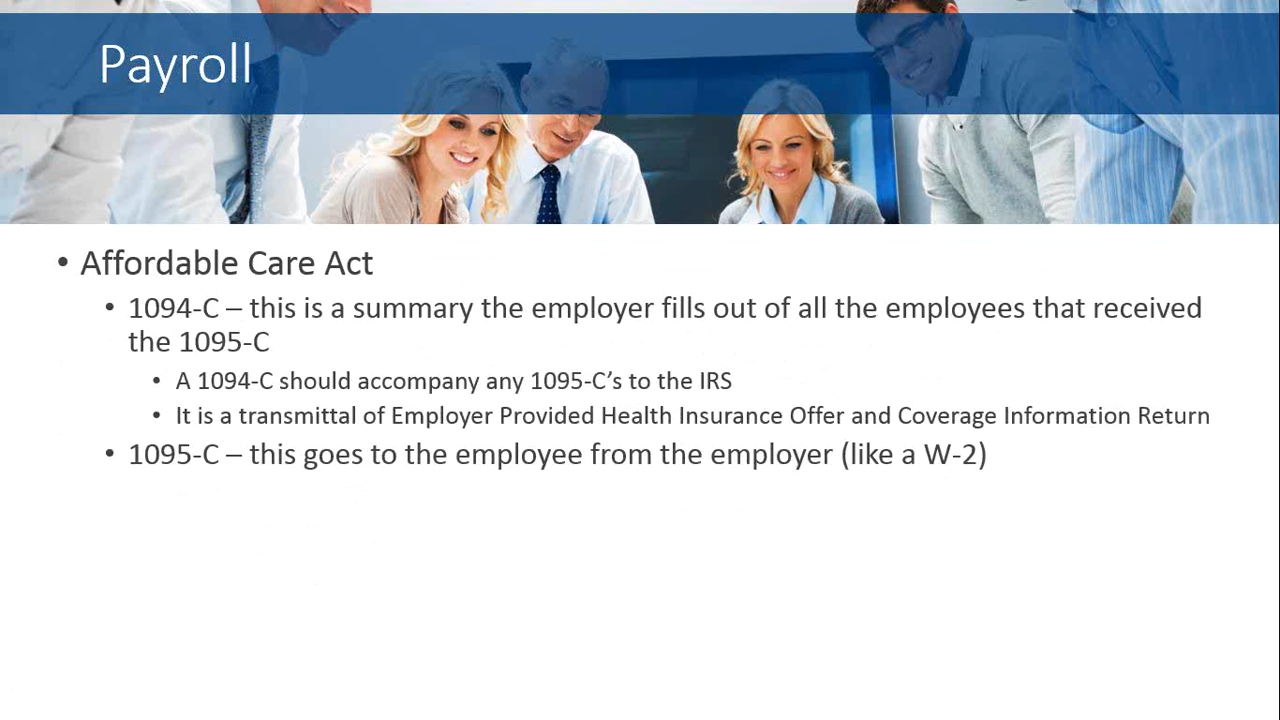 Payroll
• Affordable Care Act
• 1094-C – this is a summary the employer fills out of all the employees that received
the 1095-C
• A 1094-C should accompany any 1095-C’s to the IRS
• It is a transmittal of Employer Provided Health Insurance Offer and Coverage Information Return
• 1095-C – this goes to the employee from the employer (like a W-2)